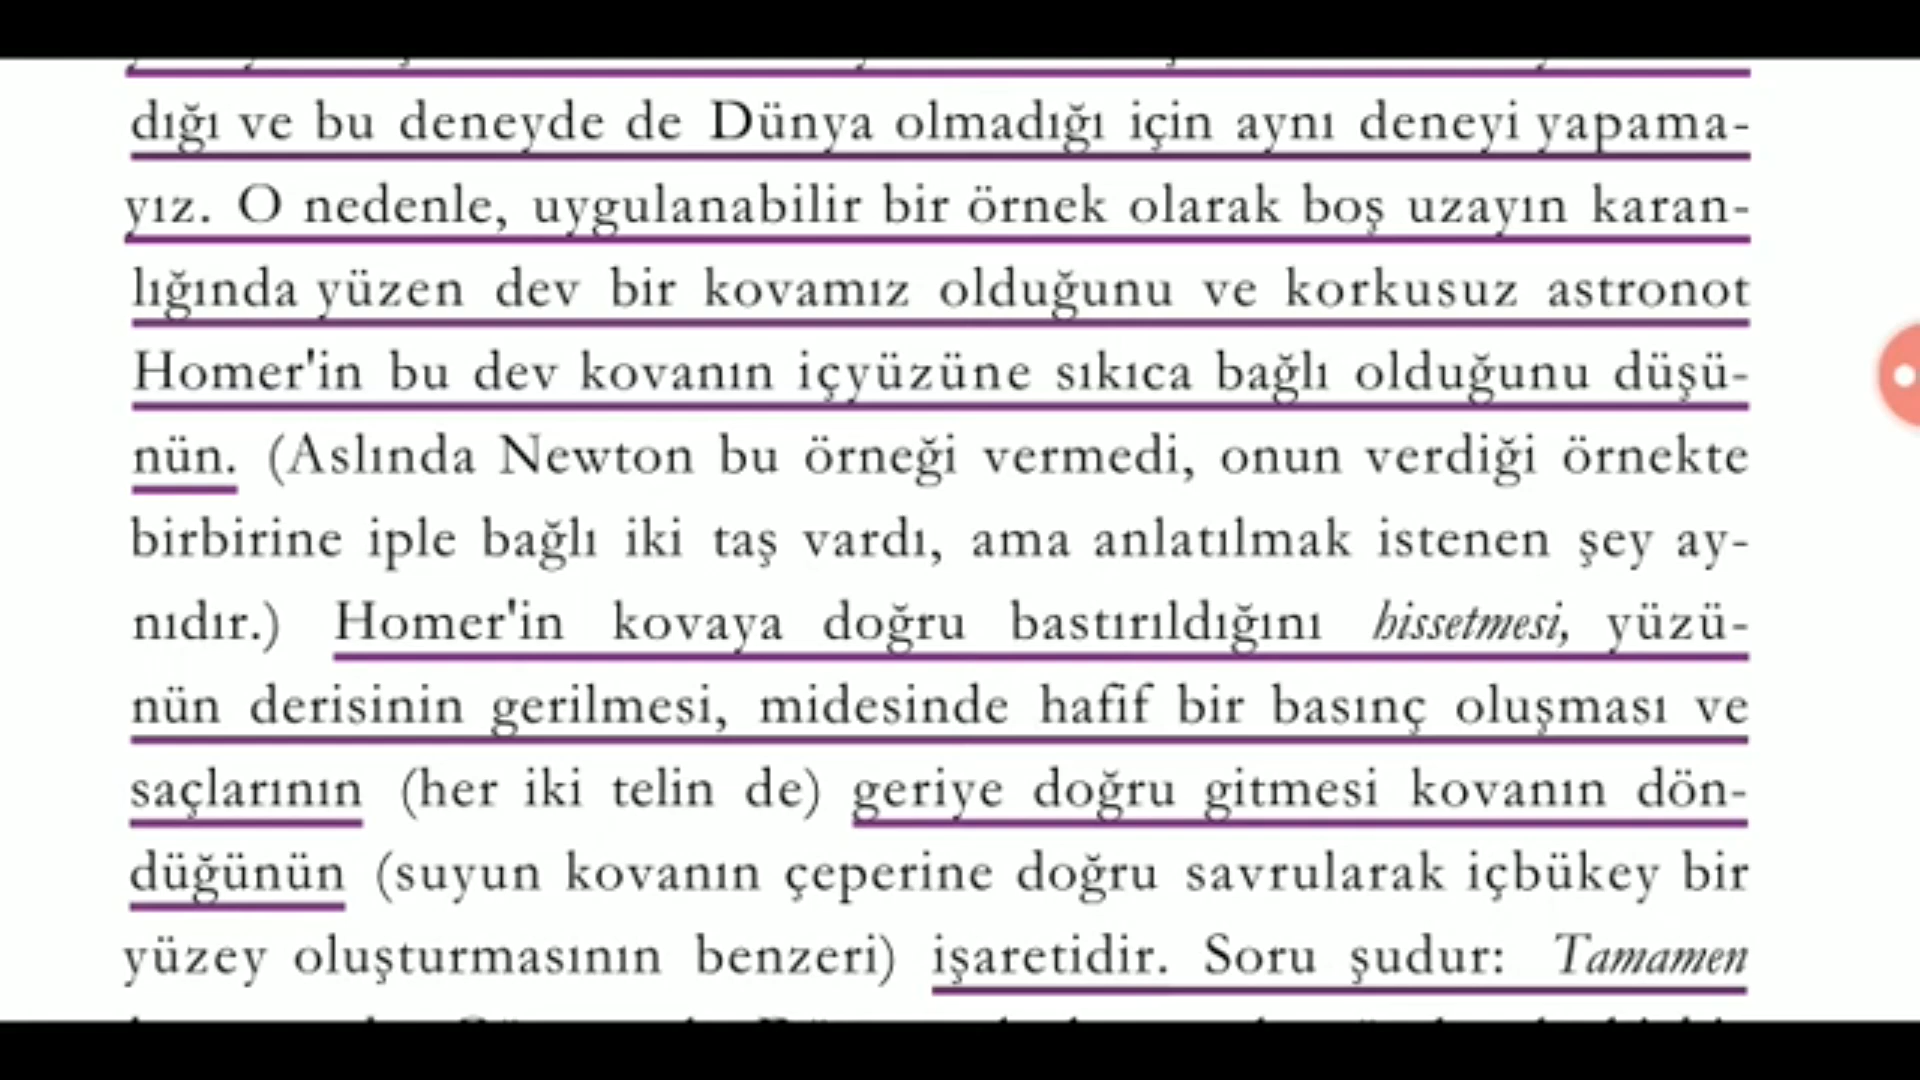 dığı ve bu deneyde de Dünya olmadığı için aynı deneyi yapama-
yız. O nedenle, uygulanabilir bir örnek olarak boş uzayın karan-
lığında yüzen dev bir kovamız olduğunu ve korkusuz astronot
Homer'in bu dev kovanın içyüzüne sıkıca bağlı olduğunu düşü-
nün. (Aslında Newton bu örneği vermedi, onun verdiği örnekte
birbirine iple bağlı iki taş vardı, ama anlatılmak istenen şey ay-
nıdır.) Homer'in kovaya doğru bastırıldığını hissetmesi, yüzü-
nün derisinin gerilmesi, midesinde hafif bir basınç oluşması ve
saçlarının (her iki telin de) geriye doğru gitmesi kovanın dön-
düğünün (suyun kovanın çeperine doğru savrularak içbükey bir
yüzey oluşturmasının benzeri) işaretidir. Soru şudur: Tamamen